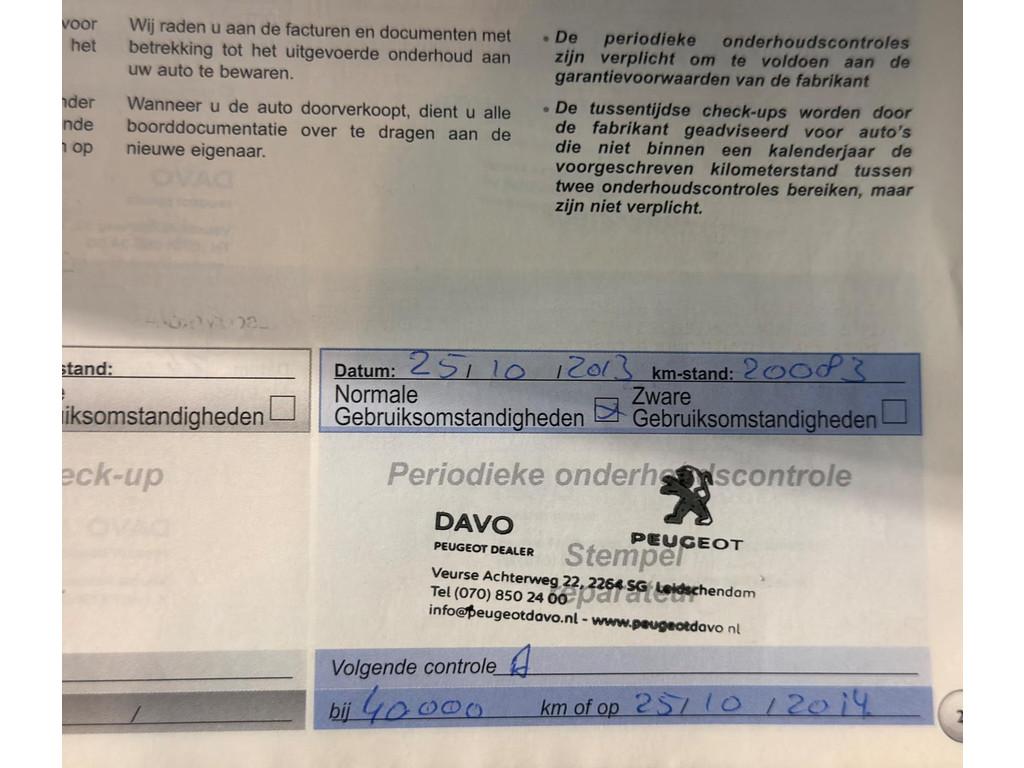 voor
het
nder
nde
n op
Wij raden u aan de facturen en documenten met
betrekking tot het uitgevoerde onderhoud aan
uw auto te bewaren.
Wanneer u de auto doorverkoopt, dient u alle
boorddocumentatie over te dragen aan de
nieuwe eigenaar.
• De periodieke onderhoudscontroles
zijn verplicht om te voldoen aan de
garantievoorwaarden van de fabrikant
• De tussentijdse check-ups worden door
de fabrikant geadviseerd voor auto's
die niet binnen een kalenderjaar de
voorgeschreven kilometerstand tussen
twee onderhoudscontroles bereiken, maar
zijn niet verplicht.
stand:
iksomstandigheden
eck-up
/
Datum: 25/ 10 /2013 km-stand: 20083
Normale
Gebruiksomstandigheden
Zware
Gebruiksomstandigheden
Periodieke onderhoudscontrole
DAVO
PEUGEOT DEALER
PEUGEOT
Stempel
reparateur
Veurse Achterweg 22, 2264 SG Leidschendam
Tel (070) 850 24 00
info@peugeotdavo.nl - www.peugeotdavo nl
Volgende controle A
bij 40000 km of op 25/ 10 /2014
2